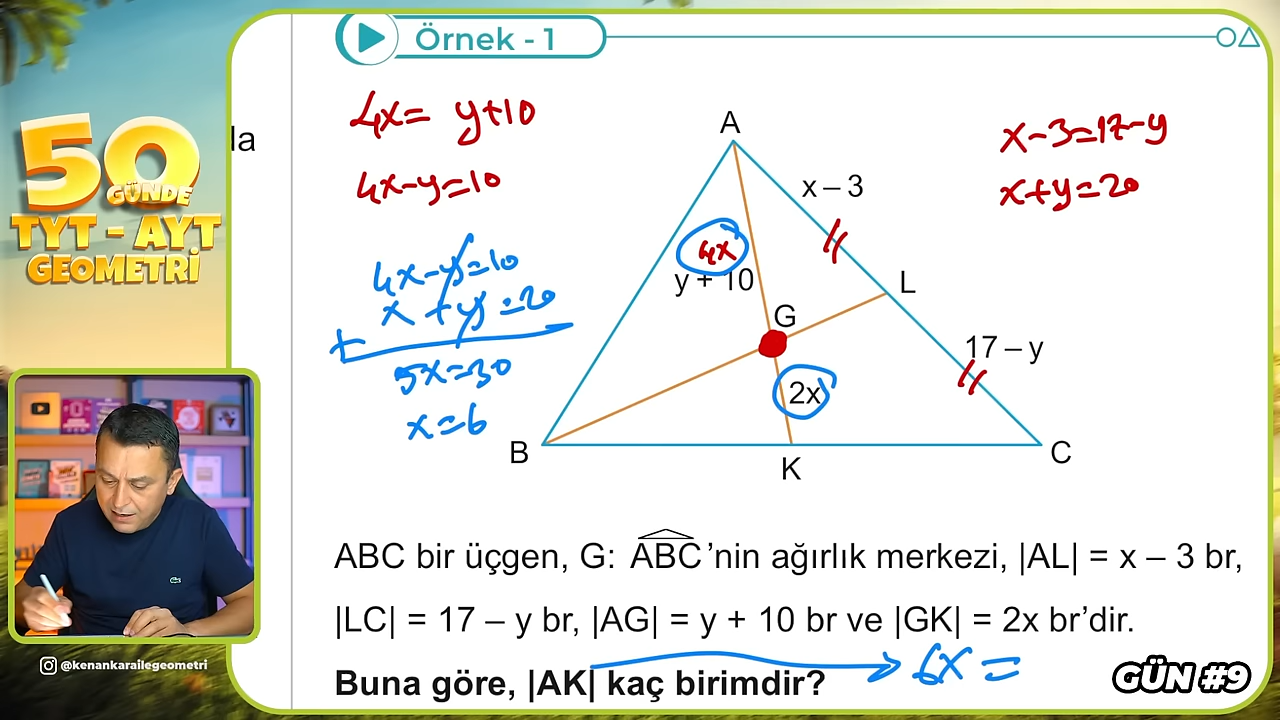 Örnek - 1
la
50
GÜNDE
TYT - AYT
GEOMETRİ
4x = y+10
4x-y=10
4x-y=10
x+y=20
+
5x=30
x=6
x-3=17-y
x+y=20
A
x – 3
4x
y + 10
L
G
17 – y
2x
B
K
C
ABC bir üçgen, G: ABC'nin ağırlık merkezi, |AL| = x – 3 br,
|LC| = 17 – y br, |AG| = y + 10 br ve |GK| = 2x br'dir.
Buna göre, |AK| kaç birimdir? → 6x =
@kenankarailegeometri
GÜN #9